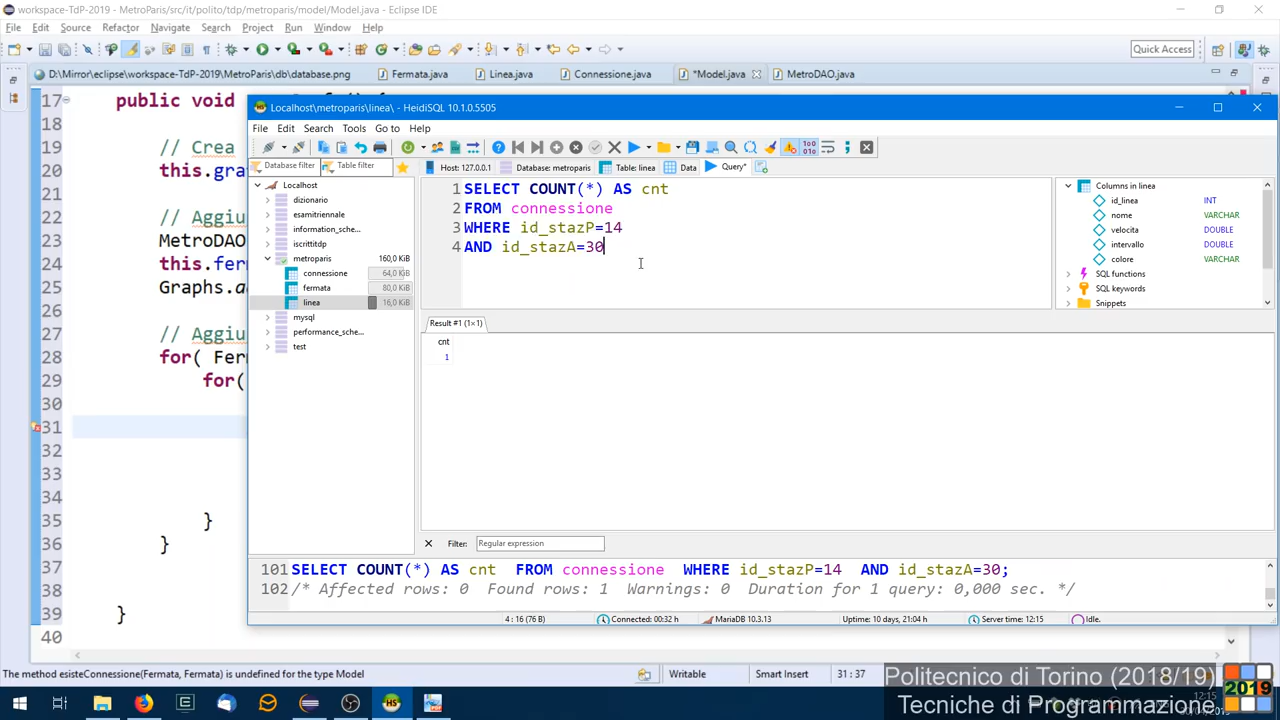 workspace-TdP-2019 - MetroParis/src/it/polito/tdp/metroparis/model/Model.java - Eclipse IDE
File Edit Source Refactor Navigate Search Project Run Window Help
Quick Access
D:\Mirror\eclipse\workspace-TdP-2019\MetroParis\db\database.png Fermata.java Linea.java Connessione.java *Model.java MetroDAO.java
17 public void
18
19 // Crea
20 this.gra
21
22 // Aggiu
23 MetroDAO
24 this.fer
25 Graphs.a
26
27 // Aggiu
28 for( Fer
29 for(
30
31
32
33
34
35 }
36 }
37
38
39 }
40
Localhost\metroparis\linea\ - HeidiSQL 10.1.0.5505
File Edit Search Tools Go to Help
Database filter Table filter
Host: 127.0.0.1 Database: metroparis Table: linea Data Query*
Localhost
dizionario
esamitriennale
information_sche...
iscrittitdp
metroparis 160,0 KiB
connessione 64,0 KiB
fermata 80,0 KiB
linea 16,0 KiB
mysql
performance_sche...
test
1 SELECT COUNT(*) AS cnt
2 FROM connessione
3 WHERE id_stazP=14
4 AND id_stazA=30
Columns in linea
id_linea INT
nome VARCHAR
velocita DOUBLE
intervallo DOUBLE
colore VARCHAR
SQL functions
SQL keywords
Snippets
Result #1 (1×1)
cnt
1
Filter: Regular expression
101 SELECT COUNT(*) AS cnt FROM connessione WHERE id_stazP=14 AND id_stazA=30;
102 /* Affected rows: 0 Found rows: 1 Warnings: 0 Duration for 1 query: 0,000 sec. */
4 : 16 (76 B) Connected: 00:32 h MariaDB 10.3.13 Uptime: 10 days, 21:04 h Server time: 12:15 Idle.
The method esisteConnessione(Fermata, Fermata) is undefined for the type Model Writable Smart Insert 31 : 37
Politecnico di Torino (2018/19)
Tecniche di Programmazione
2019
12:15